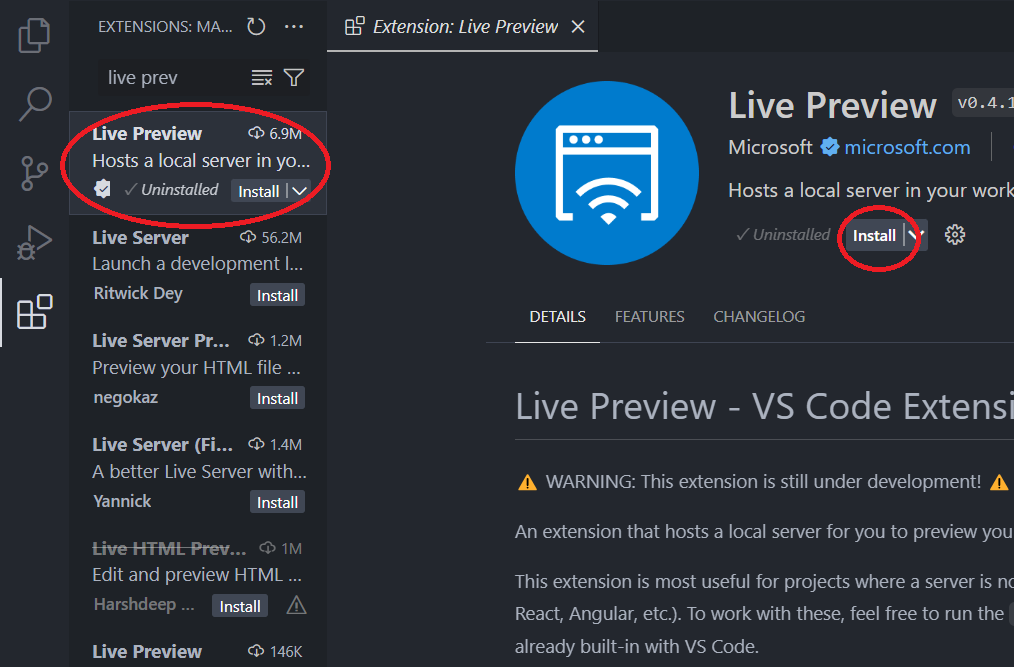 EXTENSIONS: MA...
live prev
Live Preview 6.9M
Hosts a local server in yo...
Uninstalled Install
Live Server 56.2M
Launch a development l...
Ritwick Dey Install
Live Server Pr... 1.2M
Preview your HTML file ...
negokaz Install
Live Server (Fi... 1.4M
A better Live Server with...
Yannick Install
Live HTML Prev... 1M
Edit and preview HTML ...
Harshdeep ... Install
Live Preview 146K
Extension: Live Preview
Live Preview v0.4.1
Microsoft microsoft.com
Hosts a local server in your work
Uninstalled Install
DETAILS FEATURES CHANGELOG
Live Preview - VS Code Extensi
WARNING: This extension is still under development!
An extension that hosts a local server for you to preview you
This extension is most useful for projects where a server is no
React, Angular, etc.). To work with these, feel free to run the
already built-in with VS Code.